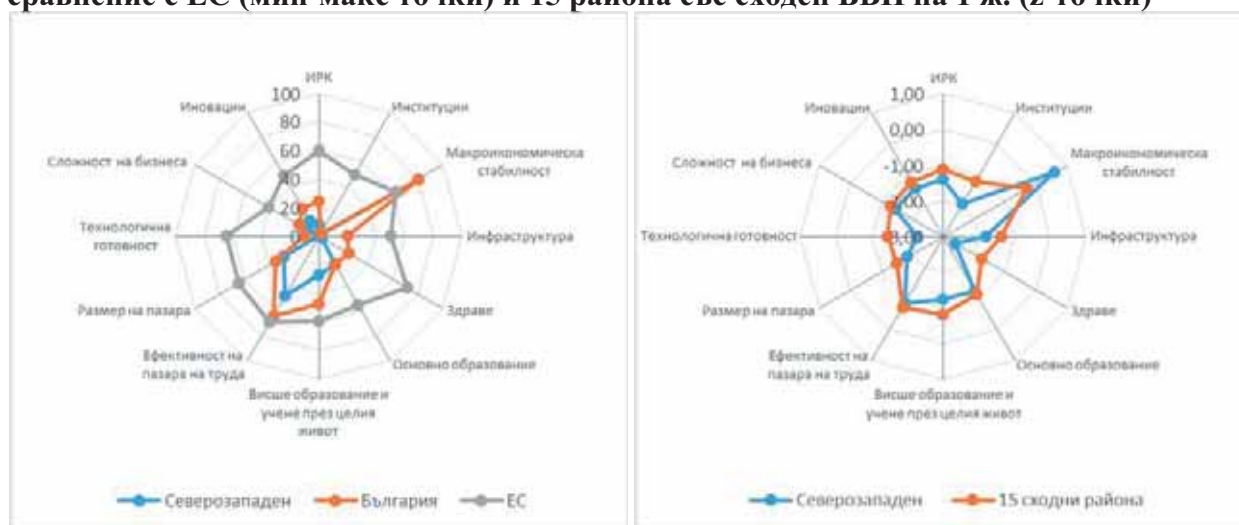 сравнение с ЕС (мин-макс точки) и 15 района със сходен БВП на 1 ж. (z-точки)
ИРК
100
80
60
40
20
Иновации
Институции
Сложност на бизнеса
Макроикономическа
стабилност
Технологична
готовност
Инфраструктура
Размер на пазара
Здраве
Ефективност на
пазара на труда
Основно образование
Висше образование и
учене през целия
живот
Северозападен
България
ЕС
ИРК
1,00
0,00
-1,00
Иновации
Институции
Сложност на бизнеса
Макроикономическа
стабилност
Технологична готовност
Инфраструктура
Размер на пазара
Здраве
Ефективност на
пазара на труда
Основно образование
Висше образование и
учене през целия живот
Северозападен
15 сходни района